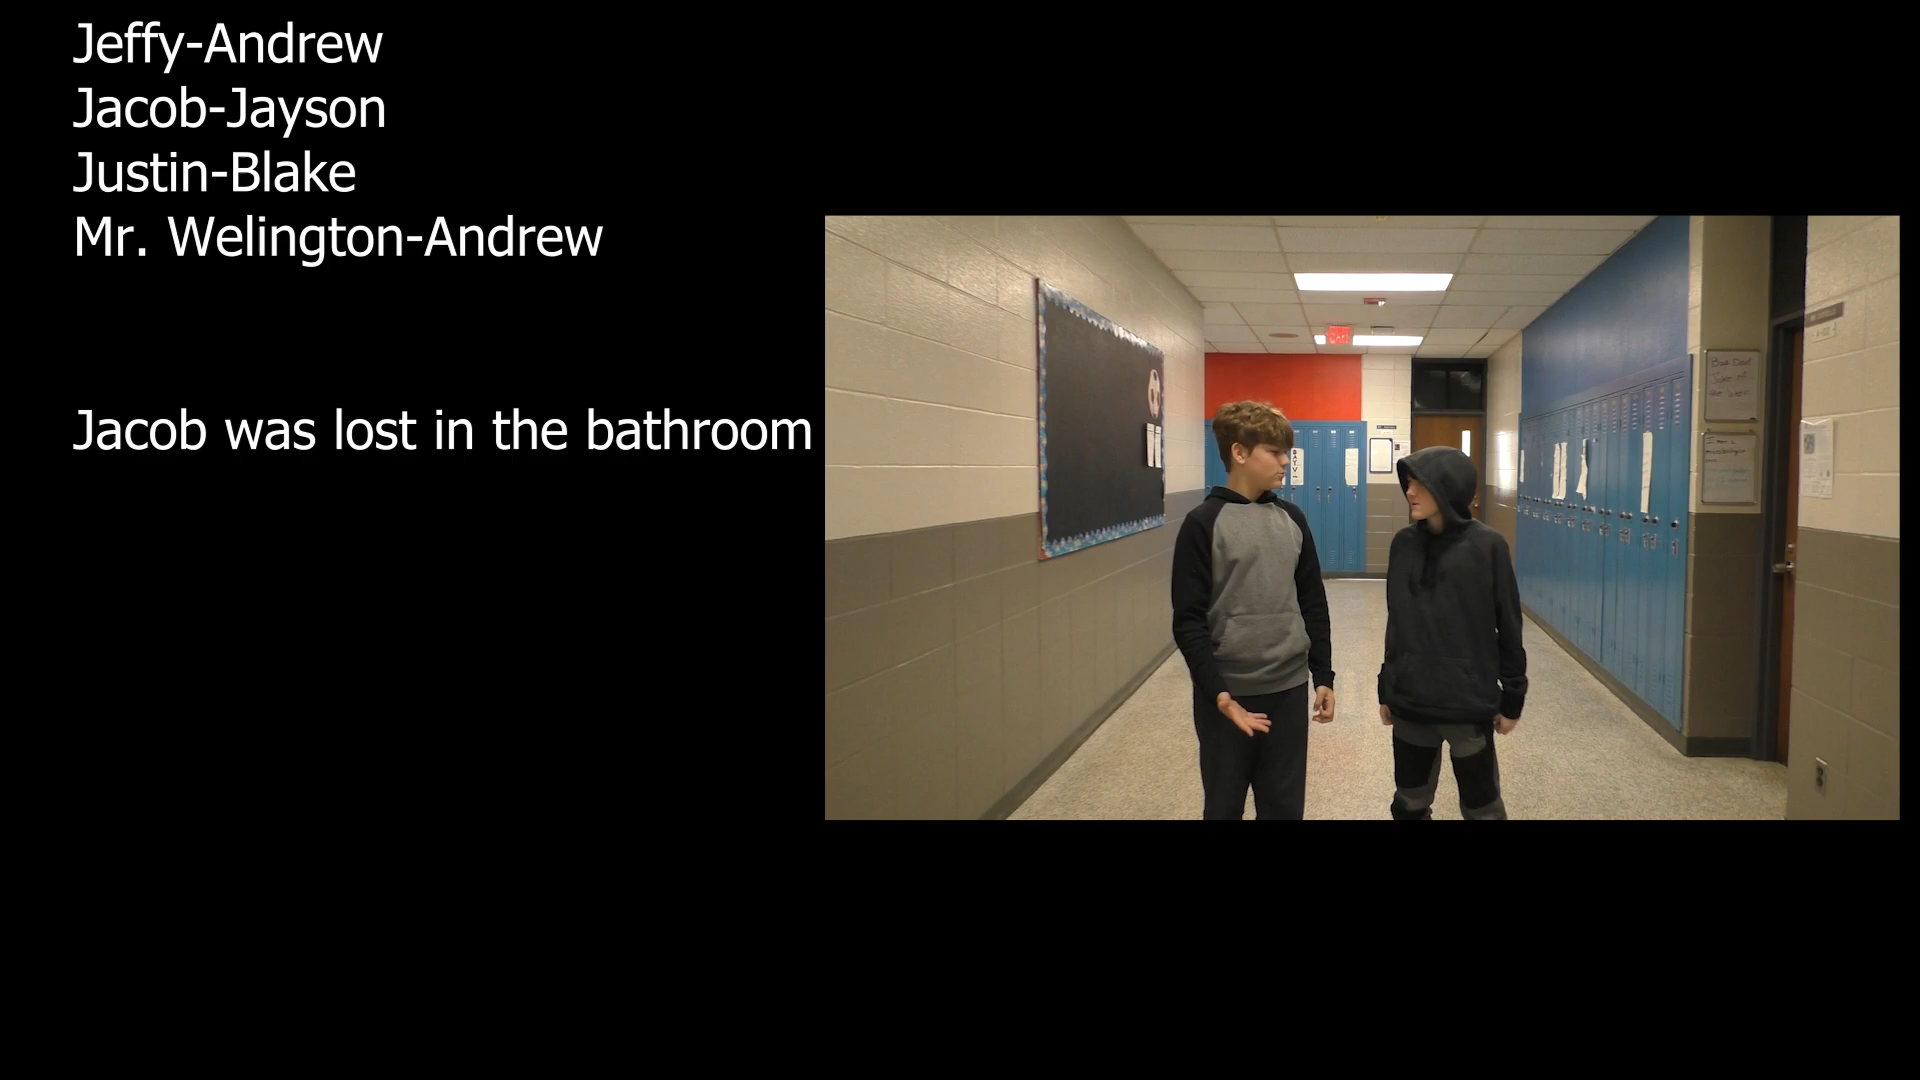 Jeffy-Andrew
Jacob-Jayson
Justin-Blake
Mr. Welington-Andrew
Jacob was lost in the bathroom